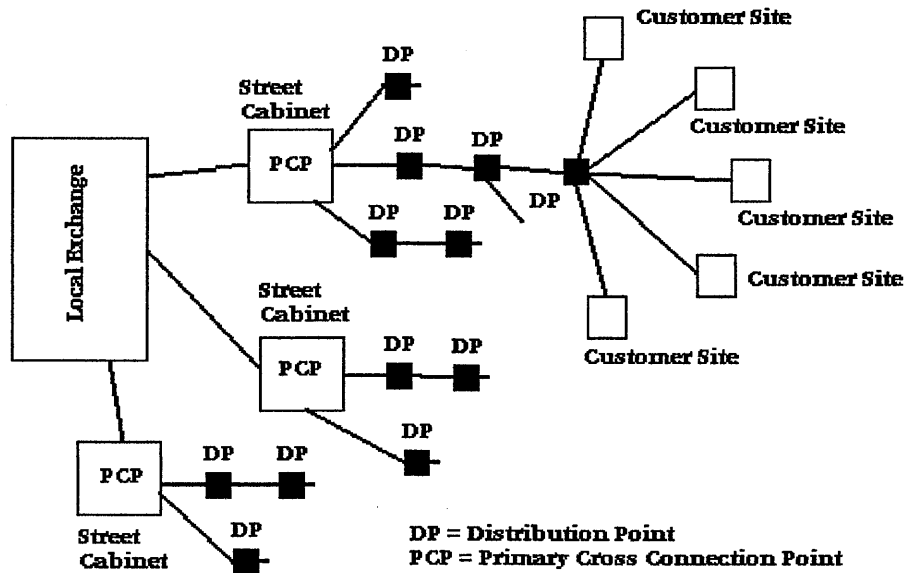 Customer Site
DP
Street
Cabinet
Customer Site
DP
DP
PCP
DP
Customer Site
DP
DP
Local Exchange
Customer Site
Street
Cabinet
DP
DP
Customer Site
PCP
DP
DP
DP
PCP
DP
Street
Cabinet
DP = Distribution Point
PCP = Primary Cross Connection Point